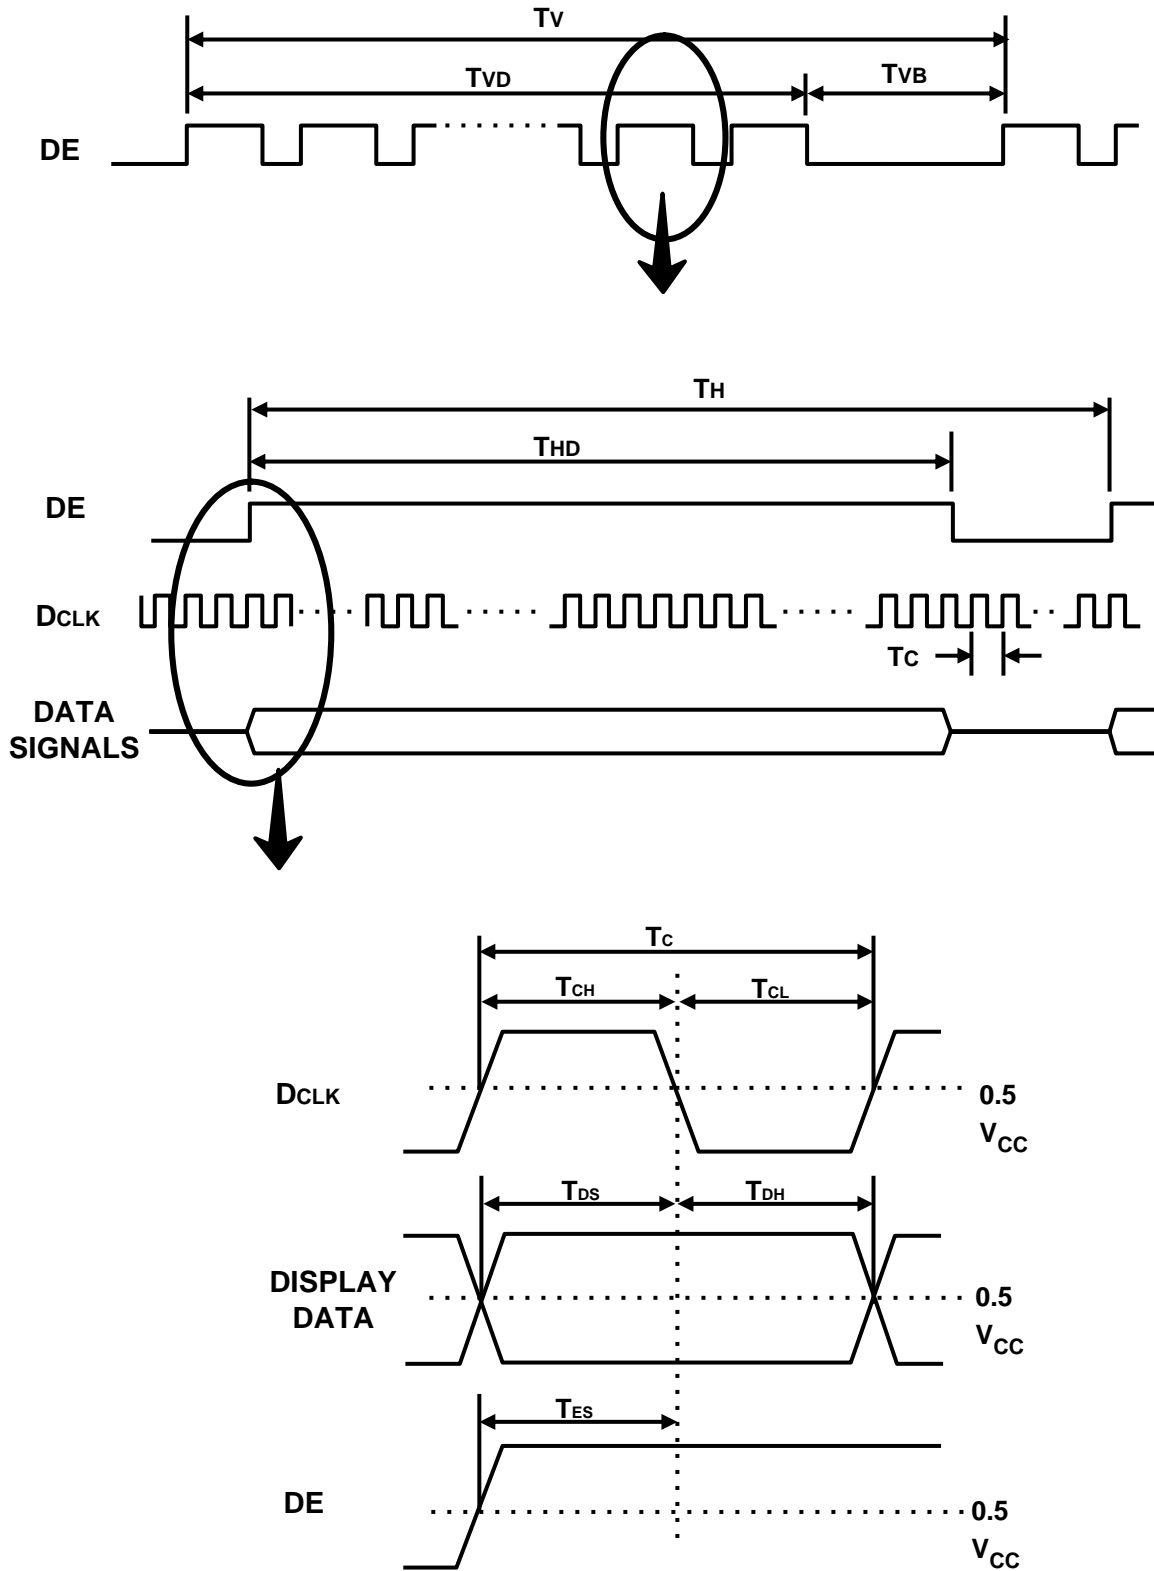 TV
TVD
TVB
DE
TH
THD
DE
DCLK
TC
DATA
SIGNALS
TC
TCH
TCL
DCLK
0.5
VCC
TDS
TDH
DISPLAY
DATA
0.5
VCC
TES
DE
0.5
VCC